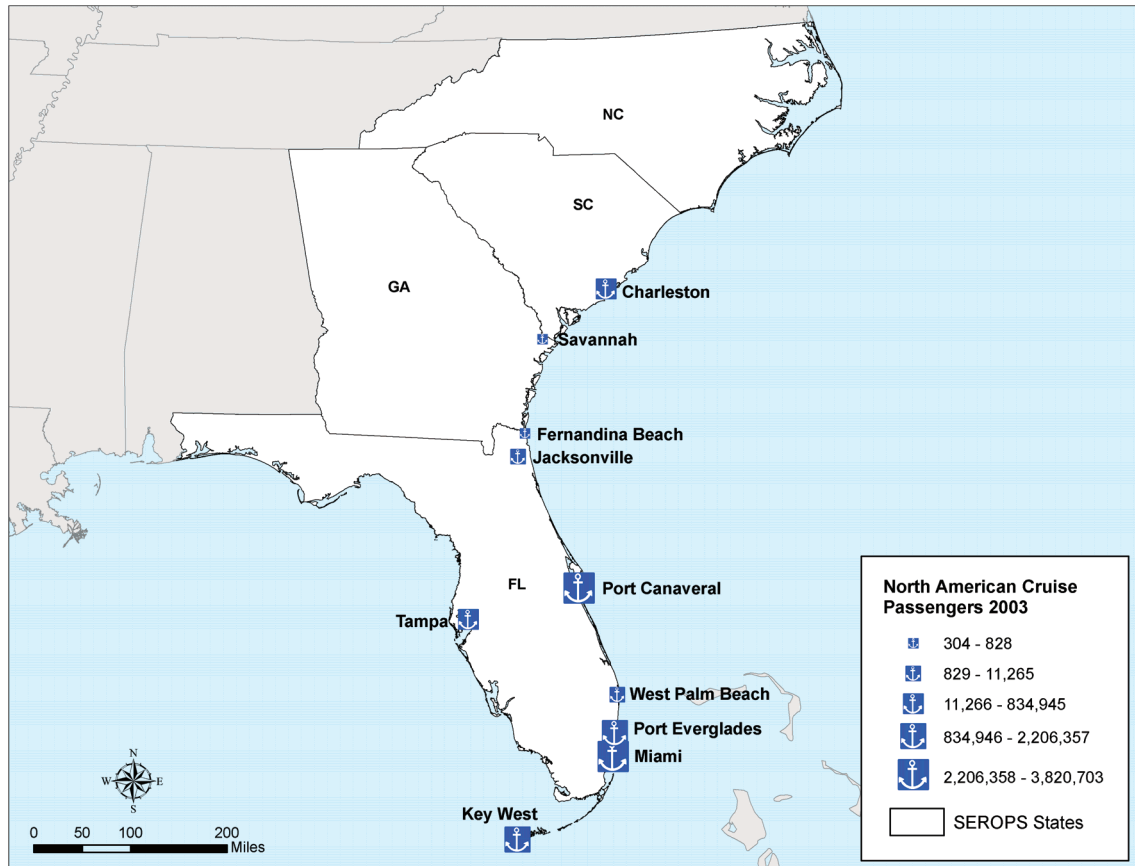 NC
SC
GA
Charleston
Savannah
Fernandina Beach
Jacksonville
FL
Port Canaveral
Tampa
West Palm Beach
Port Everglades
Miami
Key West
N
W E
S
0 50 100 200
Miles
North American Cruise
Passengers 2003
304 - 828
829 - 11,265
11,266 - 834,945
834,946 - 2,206,357
2,206,358 - 3,820,703
SEROPS States